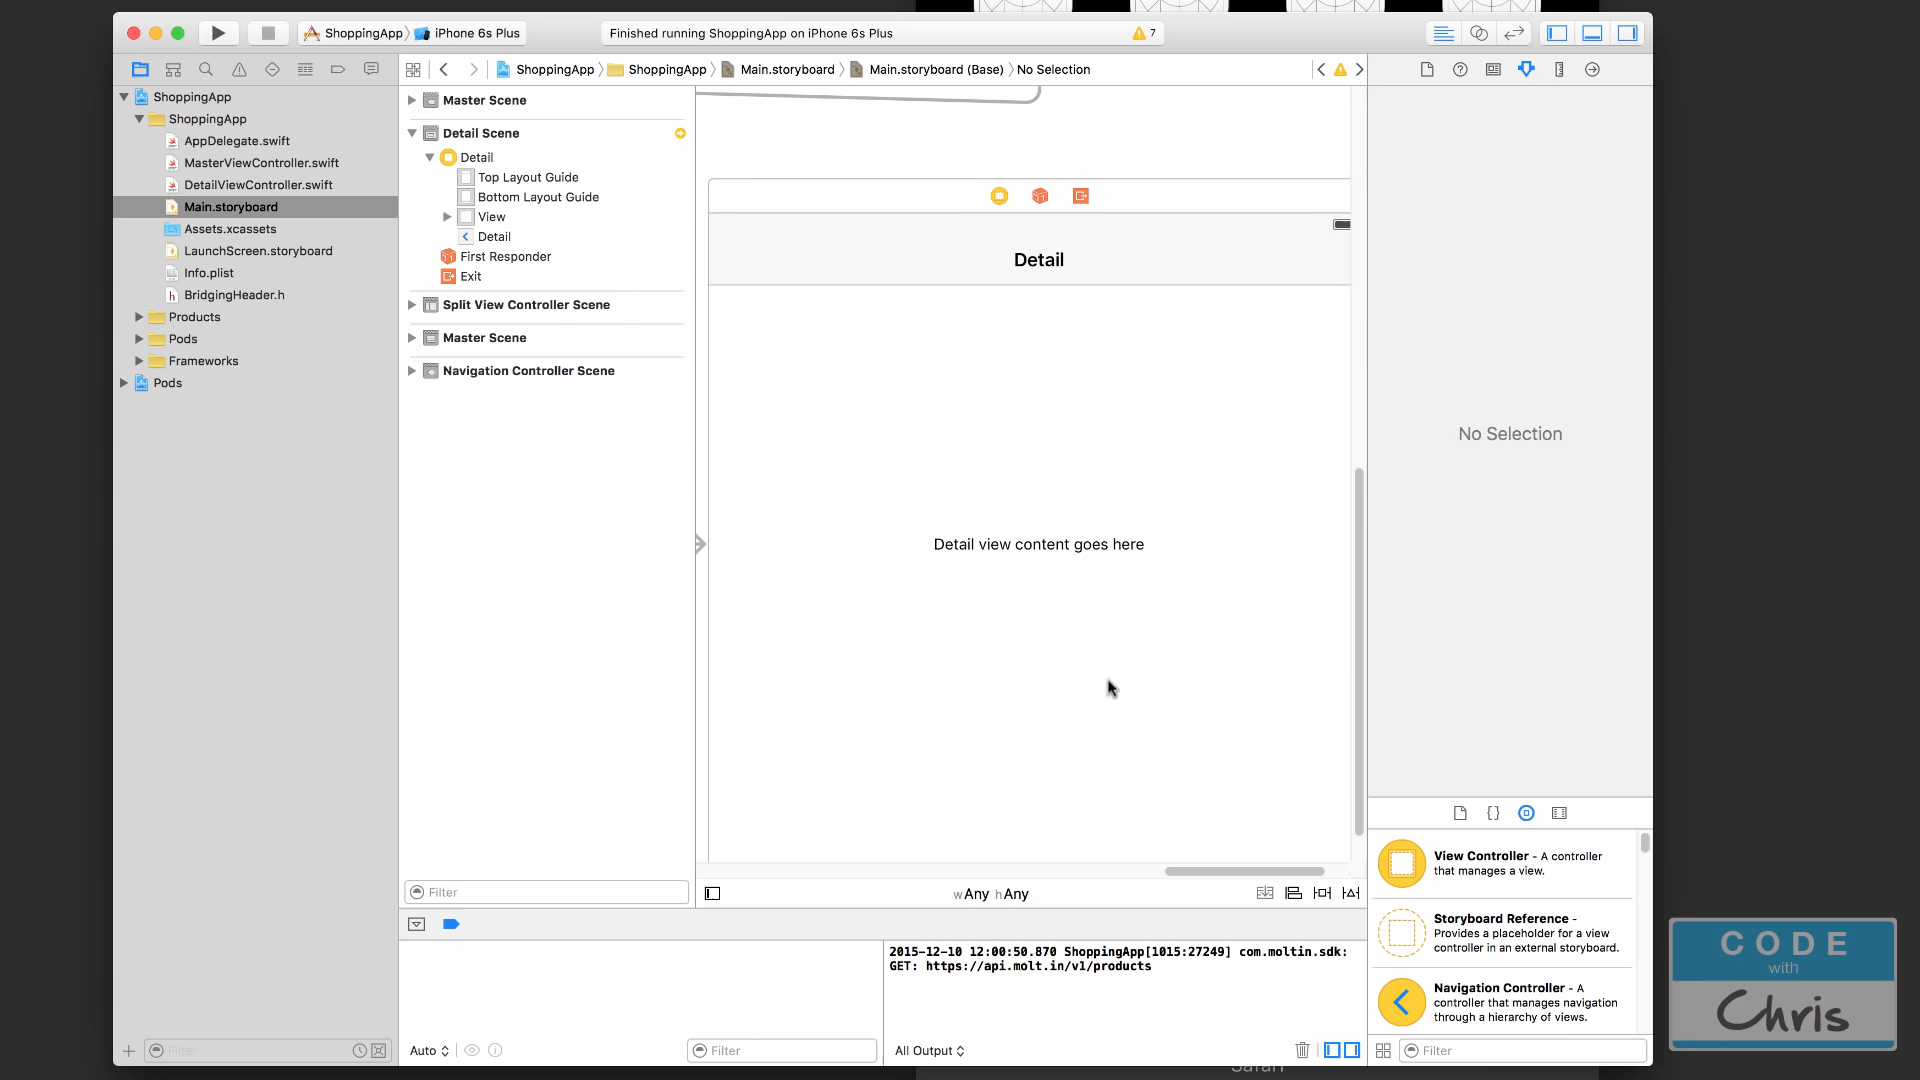 ShoppingApp
iPhone 6s Plus
Finished running ShoppingApp on iPhone 6s Plus
7
ShoppingApp
ShoppingApp
Main.storyboard
Main.storyboard (Base)
No Selection
ShoppingApp
ShoppingApp
AppDelegate.swift
MasterViewController.swift
DetailViewController.swift
Main.storyboard
Assets.xcassets
LaunchScreen.storyboard
Info.plist
BridgingHeader.h
Products
Pods
Frameworks
Pods
Filter
Master Scene
Detail Scene
Detail
Top Layout Guide
Bottom Layout Guide
View
Detail
First Responder
Exit
Split View Controller Scene
Master Scene
Navigation Controller Scene
Filter
Detail
Detail view content goes here
wAny hAny
2015-12-10 12:00:50.870 ShoppingApp[1015:27249] com.moltin.sdk:
GET: https://api.molt.in/v1/products
Auto
Filter
All Output
No Selection
View Controller - A controller
that manages a view.
Storyboard Reference -
Provides a placeholder for a view
controller in an external storyboard.
Navigation Controller - A
controller that manages navigation
through a hierarchy of views.
Filter
Safari
CODE
with
Chris